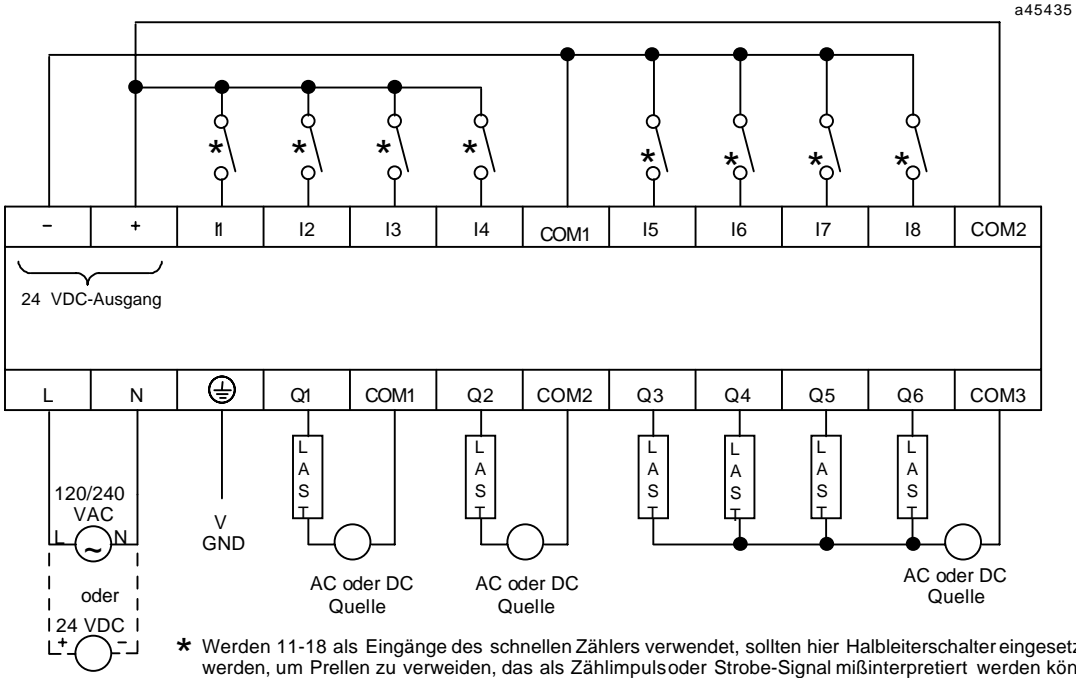 a45435
*
*
*
*
*
*
*
*
− + I1 I2 I3 I4 COM1 I5 I6 I7 I8 COM2
24 VDC-Ausgang
L N Q1 COM1 Q2 COM2 Q3 Q4 Q5 Q6 COM3
LAST
LAST
LAST
LAST
LAST
LAST
120/240
VAC
L ~ N
V
GND
oder
24 VDC
+ −
AC oder DC
Quelle
AC oder DC
Quelle
AC oder DC
Quelle
* Werden 11-18 als Eingänge des schnellen Zählers verwendet, sollten hier Halbleiterschalter
werden, um Prellen zu verweiden, das als Zählimpuls oder Strobe-Signal mißinterpretiert werden